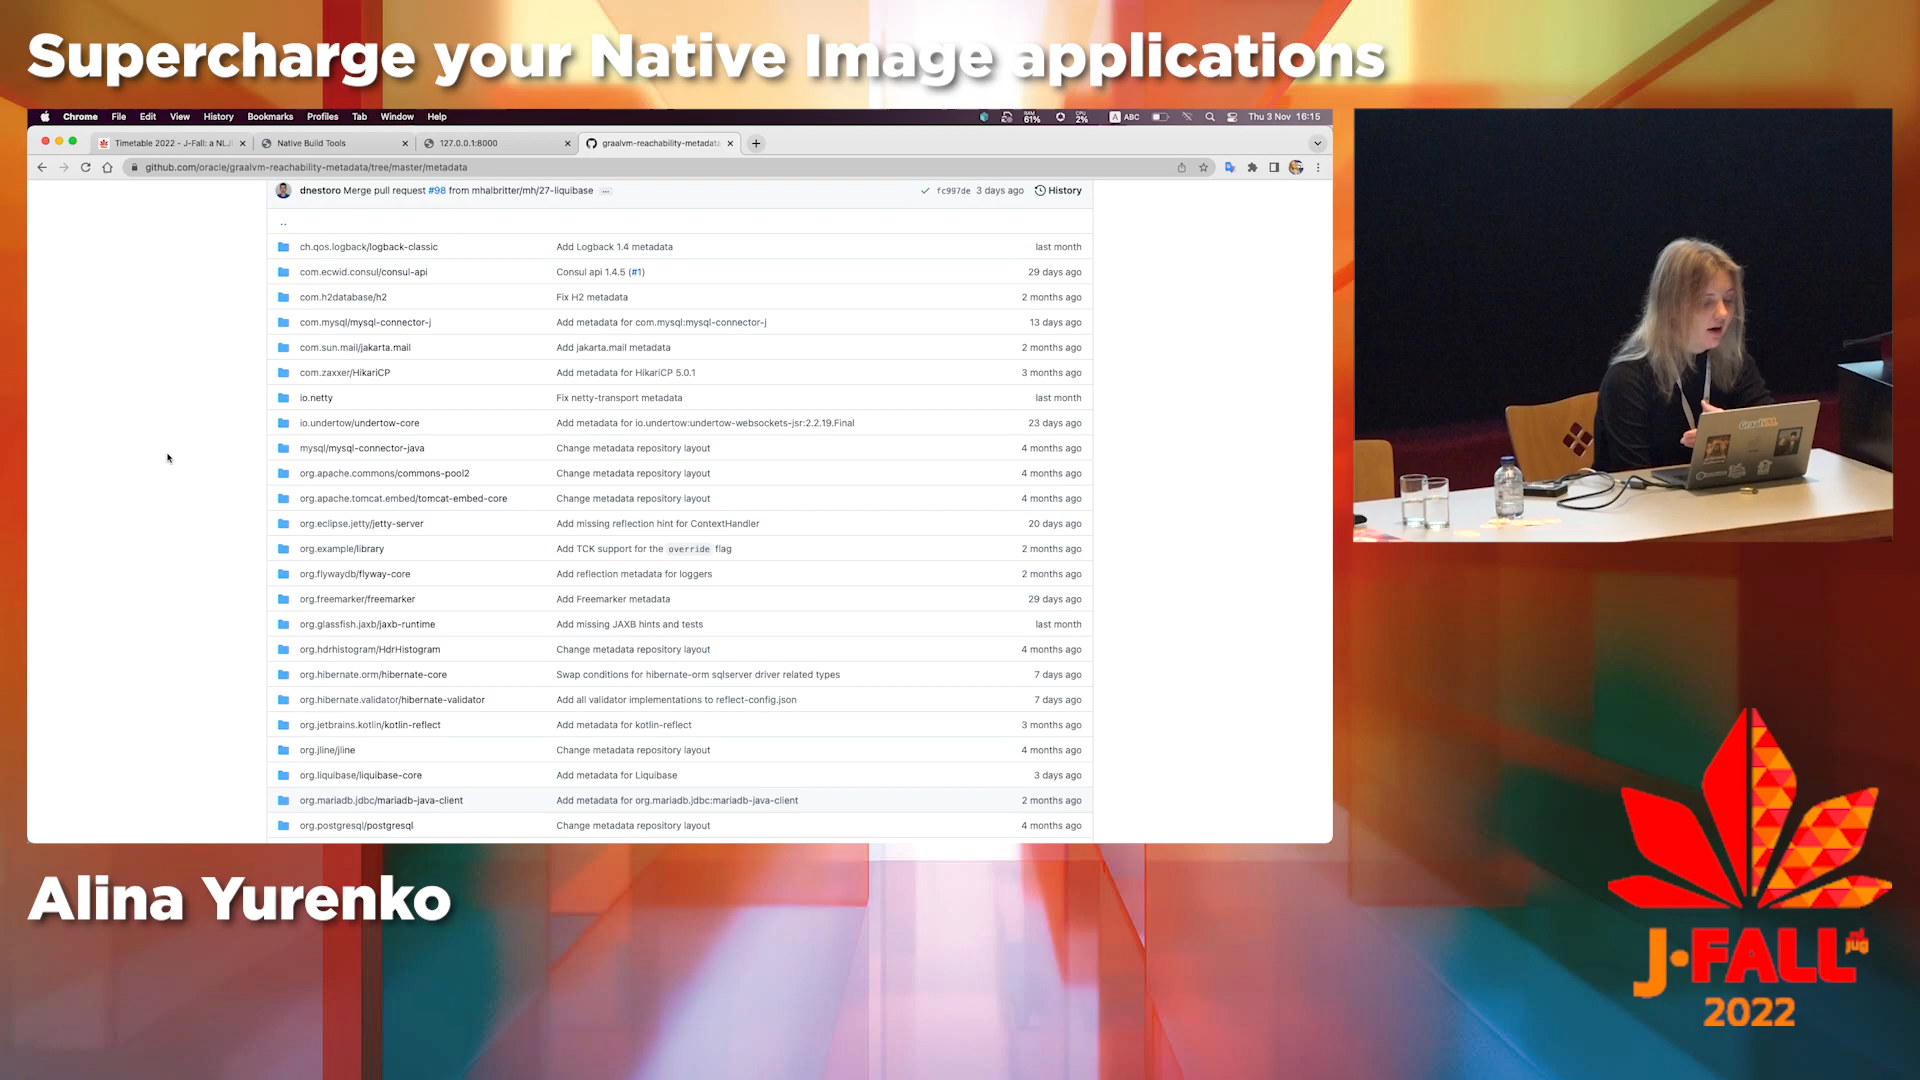 Supercharge your Native Image applications
Chrome File Edit View History Bookmarks Profiles Tab Window Help
RAM 61% CPU 2% A ABC Thu 3 Nov 16:15
Timetable 2022 - J-Fall: a NLJ
Native Build Tools
127.0.0.1:8000
graalvm-reachability-metadata
github.com/oracle/graalvm-reachability-metadata/tree/master/metadata
dnestoro Merge pull request #98 from mhalbritter/mh/27-liquibase ... fc997de 3 days ago History
..
ch.qos.logback/logback-classic Add Logback 1.4 metadata last month
com.ecwid.consul/consul-api Consul api 1.4.5 (#1) 29 days ago
com.h2database/h2 Fix H2 metadata 2 months ago
com.mysql/mysql-connector-j Add metadata for com.mysql:mysql-connector-j 13 days ago
com.sun.mail/jakarta.mail Add jakarta.mail metadata 2 months ago
com.zaxxer/HikariCP Add metadata for HikariCP 5.0.1 3 months ago
io.netty Fix netty-transport metadata last month
io.undertow/undertow-core Add metadata for io.undertow:undertow-websockets-jsr:2.2.19.Final 23 days ago
mysql/mysql-connector-java Change metadata repository layout 4 months ago
org.apache.commons/commons-pool2 Change metadata repository layout 4 months ago
org.apache.tomcat.embed/tomcat-embed-core Change metadata repository layout 4 months ago
org.eclipse.jetty/jetty-server Add missing reflection hint for ContextHandler 20 days ago
org.example/library Add TCK support for the override flag 2 months ago
org.flywaydb/flyway-core Add reflection metadata for loggers 2 months ago
org.freemarker/freemarker Add Freemarker metadata 29 days ago
org.glassfish.jaxb/jaxb-runtime Add missing JAXB hints and tests last month
org.hdrhistogram/HdrHistogram Change metadata repository layout 4 months ago
org.hibernate.orm/hibernate-core Swap conditions for hibernate-orm sqlserver driver related types 7 days ago
org.hibernate.validator/hibernate-validator Add all validator implementations to reflect-config.json 7 days ago
org.jetbrains.kotlin/kotlin-reflect Add metadata for kotlin-reflect 3 months ago
org.jline/jline Change metadata repository layout 4 months ago
org.liquibase/liquibase-core Add metadata for Liquibase 3 days ago
org.mariadb.jdbc/mariadb-java-client Add metadata for org.mariadb.jdbc:mariadb-java-client 2 months ago
org.postgresql/postgresql Change metadata repository layout 4 months ago
GraalVM
Alina Yurenko
J-FALL nljug
2022